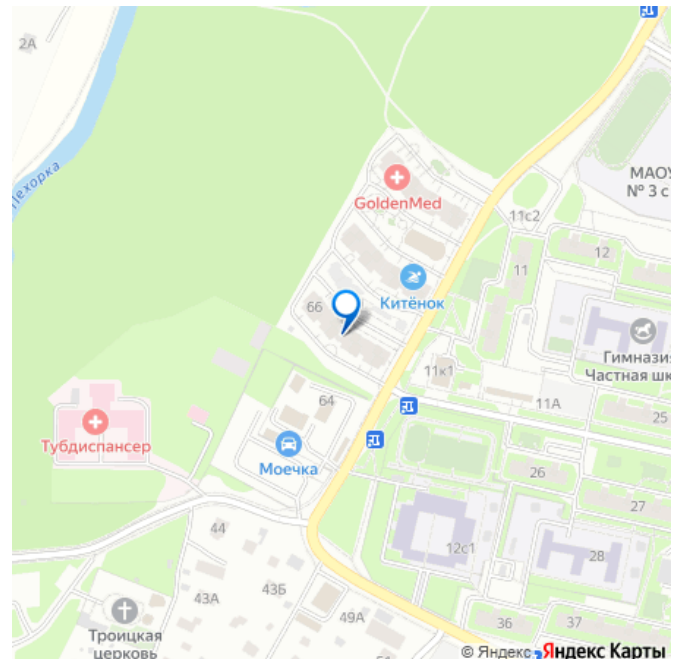 2А
Пехорка
GoldenMed
МАОУ
№ 3 с
11с2
12
11
Китёнок
66
Гимназия
Частная шк
11к1
64
11А
25
Тубдиспансер
Моечка
26
27
44
12с1
28
43А
43Б
49А
36
37
Троицкая
церковь
© Яндекс Яндекс Карты